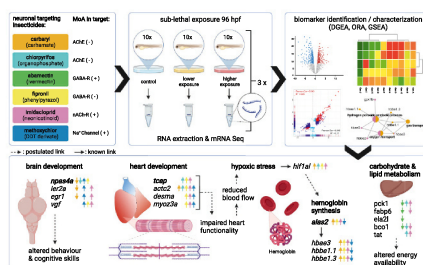 neuronal targeting
insecticides:
MoA in target:
carbaryl
(carbamate)
AChE (-)
chlorpyrifos
(organophosphate)
AChE (-)
abamectin
(avermectin)
GABA-R (+)
fipronil
(phenylpyrazol)
GABA-R (-)
imidacloprid
(neonicotinoid)
nAChR (+)
methoxychlor
(DDT derivate)
Na⁺Channel (+)
: postulated link
: known link
sub-lethal exposure 96 hpf
10x
10x
10x
control
lower
exposure
higher
exposure
3 x
RNA extraction & mRNA Seq
biomarker identification / characterization
(DGEA, ORA, GSEA)
brain development
npas4a
ier2a
egr1
vgf
altered behaviour
& cognitive skills
heart development
tcap
actc2
desma
myoz3a
impaired heart
functionality
reduced
blood flow
hypoxic stress
hif1al
Hemoglobin
hemoglobin
synthesis
alas2
hbae3
hbbe1.1
hbbe1.3
carbohydrate &
lipid metabolism
pck1
fabp6
ela2l
bco1
tat
altered energy
availability